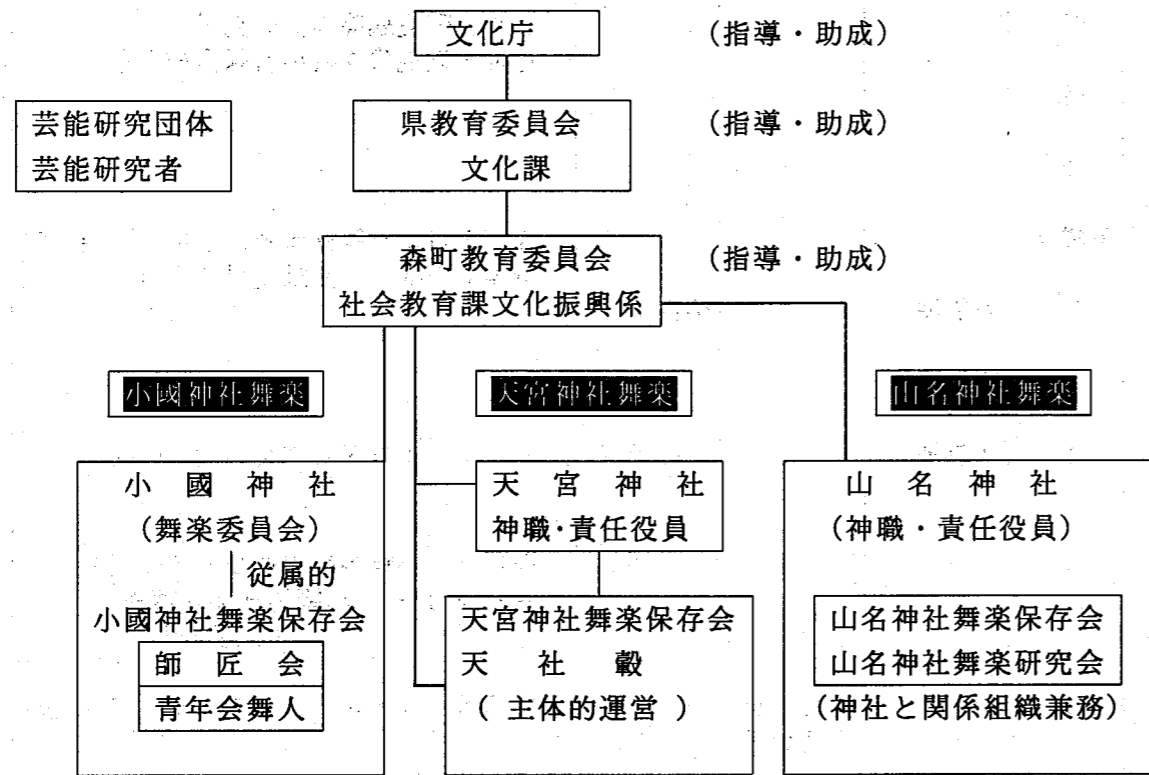 文化庁 (指導・助成)
芸能研究団体
芸能研究者
県教育委員会 (指導・助成)
文化課
森町教育委員会 (指導・助成)
社会教育課文化振興係
小國神社舞楽
天宮神社舞楽
山名神社舞楽
小國神社
(舞楽委員会)
従属的
小國神社舞楽保存会
師匠会
青年会舞人
天宮神社
神職・責任役員
天宮神社舞楽保存会
天社轂
(主体的運営)
山名神社
(神職・責任役員)
山名神社舞楽保存会
山名神社舞楽研究会
(神社と関係組織兼務)